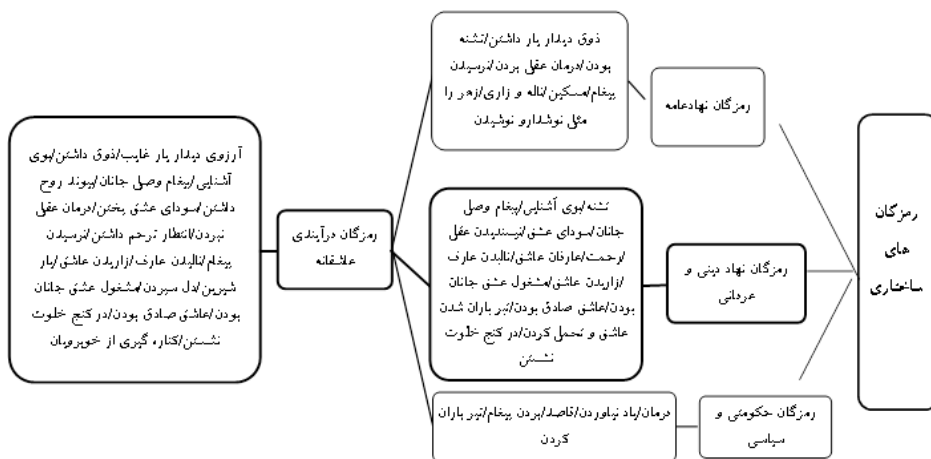 رمزگان
های
ساختاری
رمزگان نهادعامه
رمزگان نهاد دینی و
عرفانی
رمزگان حکومتی و
سیاسی
ذوق دیدار یار داشتن/تشنه
بودن/درمان عقل بردن/نرسیدن
پیغام/مسکین/ناله و زاری/زهر را
مثل نوشدارو نوشیدن
تشنه/بوی آشنایی/پیغام وصل
جانان/سودای عشق/نپسندیدن عقل
/رحمت/عارفان عاشق/نالیدن عارف
/زاریدن عاشق/مشغول عشق جانان
بودن/عاشق صادق بودن/تیر باران شدن
عاشق و تحمل کردن/در کنج خلوت
نشستن
درمان/یاد نیاوردن/قاصد/بردن پیغام/تیر باران
کردن
رمزگان درآیندی
عاشقانه
آرزوی دیدار یار غایب/ذوق داشتن/بوی
آشنایی/پیغام وصل جانان/پیوند روح
داشتن/سودای عشق پختن/درمان عقل
نبردن/انتظار ترحم داشتن/نرسیدن
پیغام/نالیدن عارف/زاریدن عاشق/یار
شیرین/دل سپردن/مشغول عشق جانان
بودن/عاشق صادق بودن/در کنج خلوت
نشستن/کناره گیری از خوبرویان